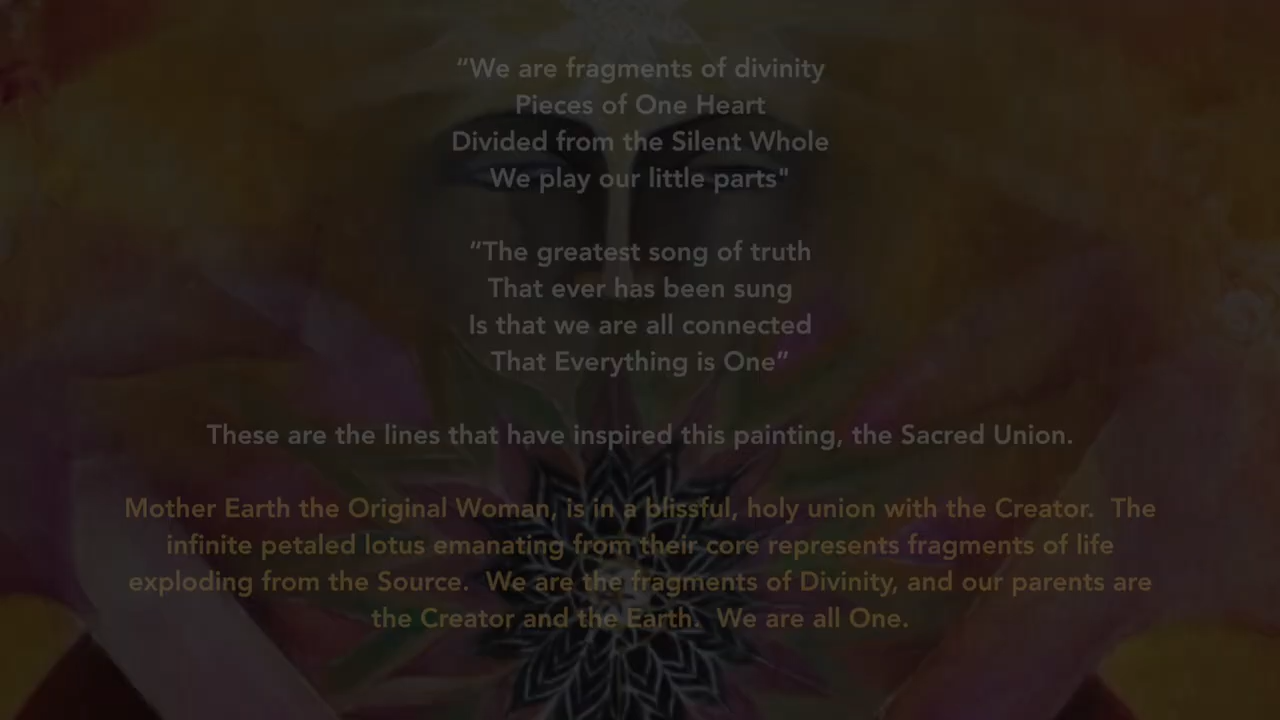 “We are fragments of divinity
Pieces of One Heart
Divided from the Silent Whole
We play our little parts"
“The greatest song of truth
That ever has been sung
Is that we are all connected
That Everything is One”
These are the lines that have inspired this painting, the Sacred Union.
Mother Earth the Original Woman, is in a blissful, holy union with the Creator.  The
infinite petaled lotus emanating from their core represents fragments of life
exploding from the Source.  We are the fragments of Divinity, and our parents are
the Creator and the Earth.  We are all One.